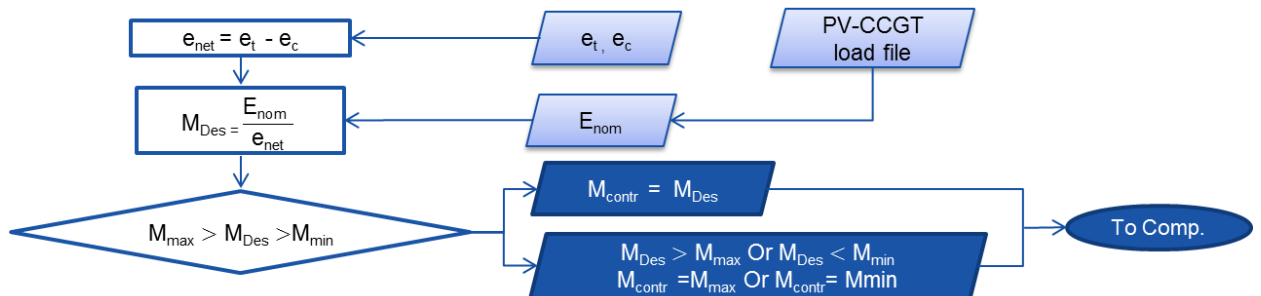 e_net = e_t - e_c
e_t , e_c
PV-CCGT
load file
M_Des = E_nom / e_net
E_nom
M_contr = M_Des
M_max > M_Des >M_min
To Comp.
M_Des > M_max Or M_Des < M_min
M_contr =M_max Or M_contr= Mmin